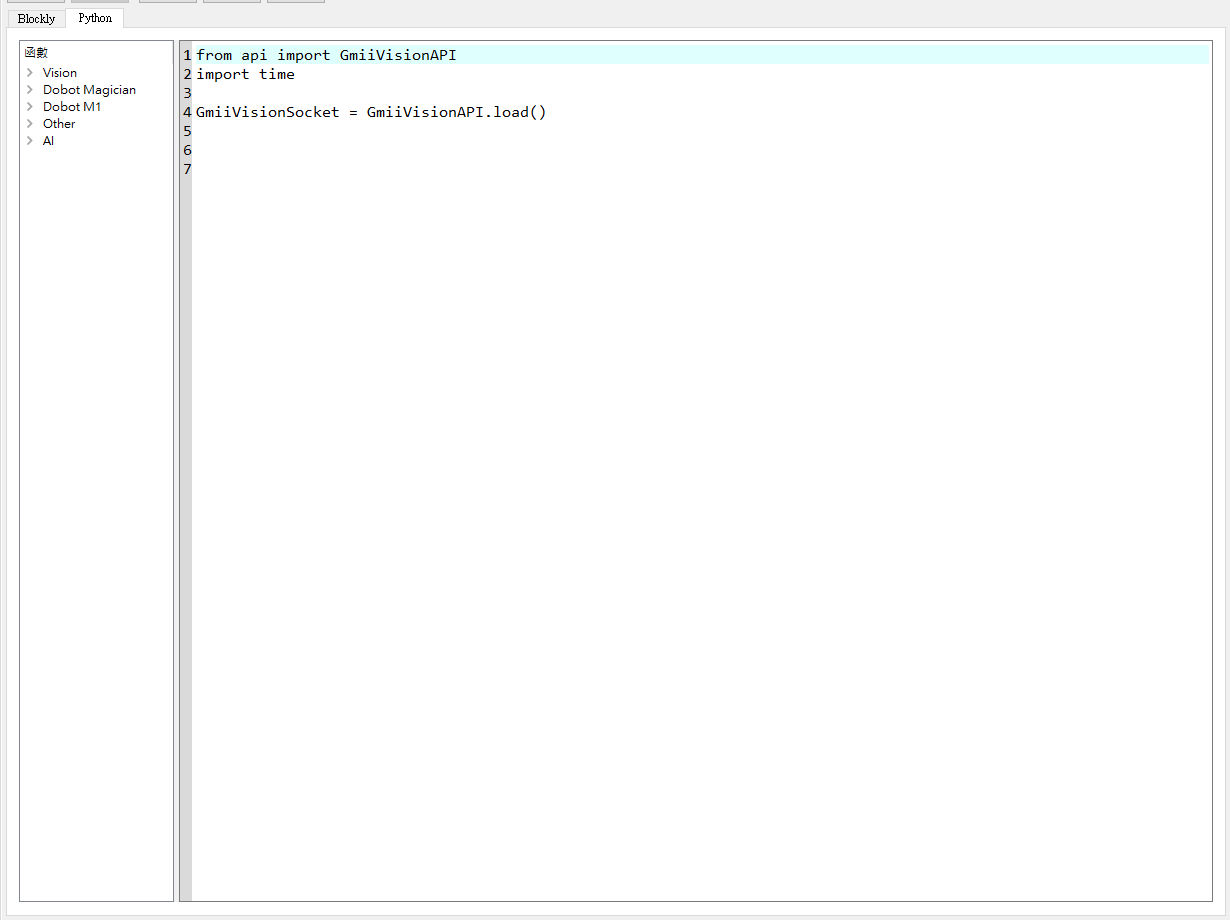 Blockly Python
函數
Vision
Dobot Magician
Dobot M1
Other
AI
1 from api import GmiiVisionAPI
2 import time
3
4 GmiiVisionSocket = GmiiVisionAPI.load()
5
6
7